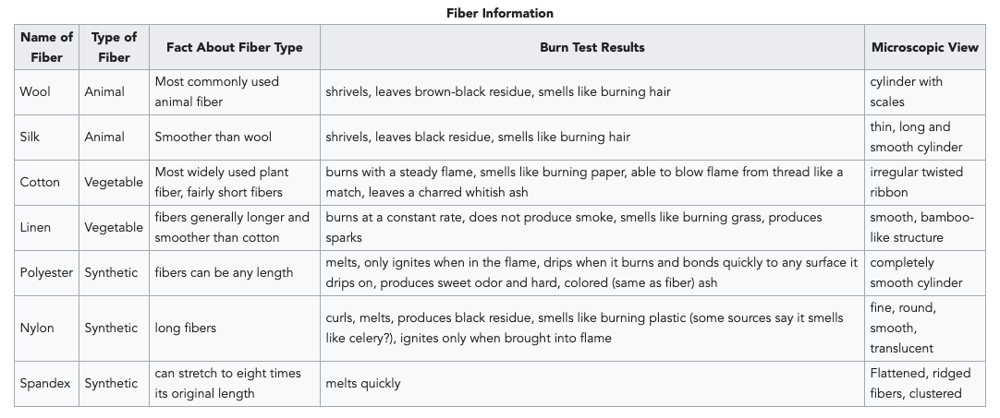 Fiber Information
Name of Fiber | Type of Fiber | Fact About Fiber Type | Burn Test Results | Microscopic View
Wool | Animal | Most commonly used animal fiber | shrivels, leaves brown-black residue, smells like burning hair | cylinder with scales
Silk | Animal | Smoother than wool | shrivels, leaves black residue, smells like burning hair | thin, long and smooth cylinder
Cotton | Vegetable | Most widely used plant fiber, fairly short fibers | burns with a steady flame, smells like burning paper, able to blow flame from thread like a match, leaves a charred whitish ash | irregular twisted ribbon
Linen | Vegetable | fibers generally longer and smoother than cotton | burns at a constant rate, does not produce smoke, smells like burning grass, produces sparks | smooth, bamboo-like structure
Polyester | Synthetic | fibers can be any length | melts, only ignites when in the flame, drips when it burns and bonds quickly to any surface it drips on, produces sweet odor and hard, colored (same as fiber) ash | completely smooth cylinder
Nylon | Synthetic | long fibers | curls, melts, produces black residue, smells like burning plastic (some sources say it smells like celery?), ignites only when brought into flame | fine, round, smooth, translucent
Spandex | Synthetic | can stretch to eight times its original length | melts quickly | Flattened, ridged fibers, clustered